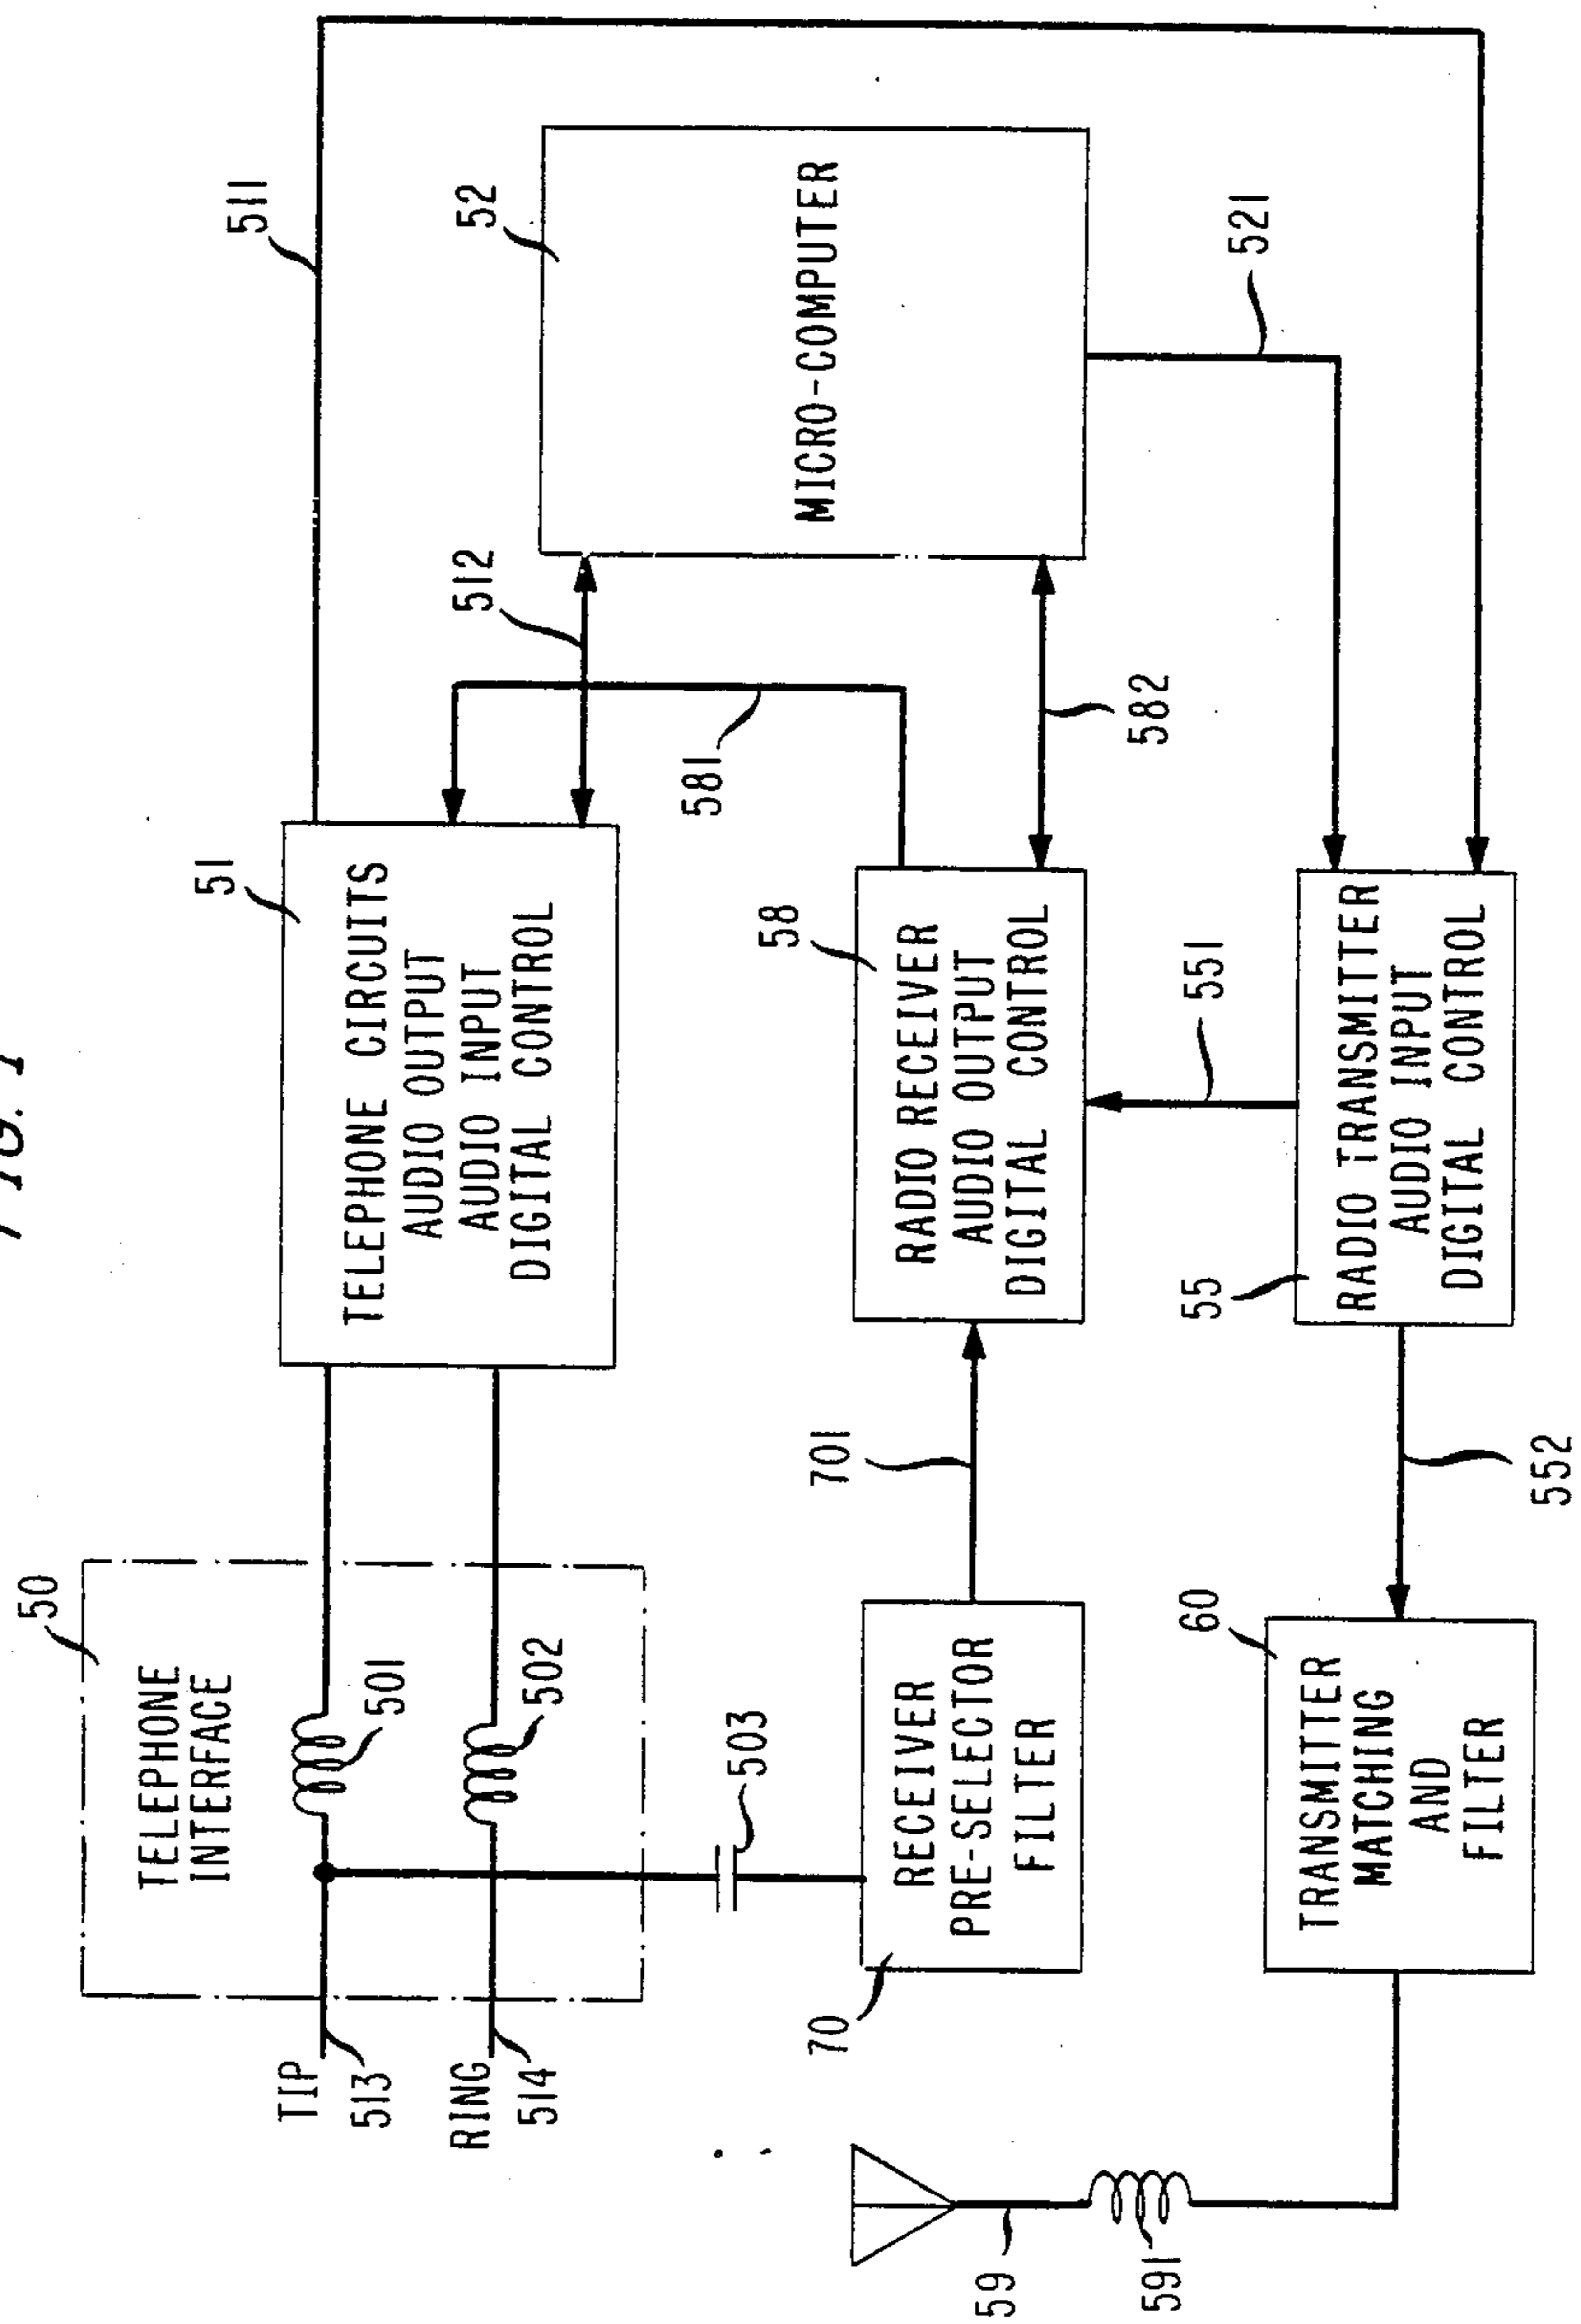 FIG. 1
50
TELEPHONE
INTERFACE
501
502
TIP
513
RING
514
503
51
TELEPHONE CIRCUITS
AUDIO OUTPUT
AUDIO INPUT
DIGITAL CONTROL
511
512
52
MICRO-COMPUTER
581
582
521
70
RECEIVER
PRE-SELECTOR
FILTER
701
58
RADIO RECEIVER
AUDIO OUTPUT
DIGITAL CONTROL
551
59
591
60
TRANSMITTER
MATCHING
AND
FILTER
552
55
RADIO TRANSMITTER
AUDIO INPUT
DIGITAL CONTROL